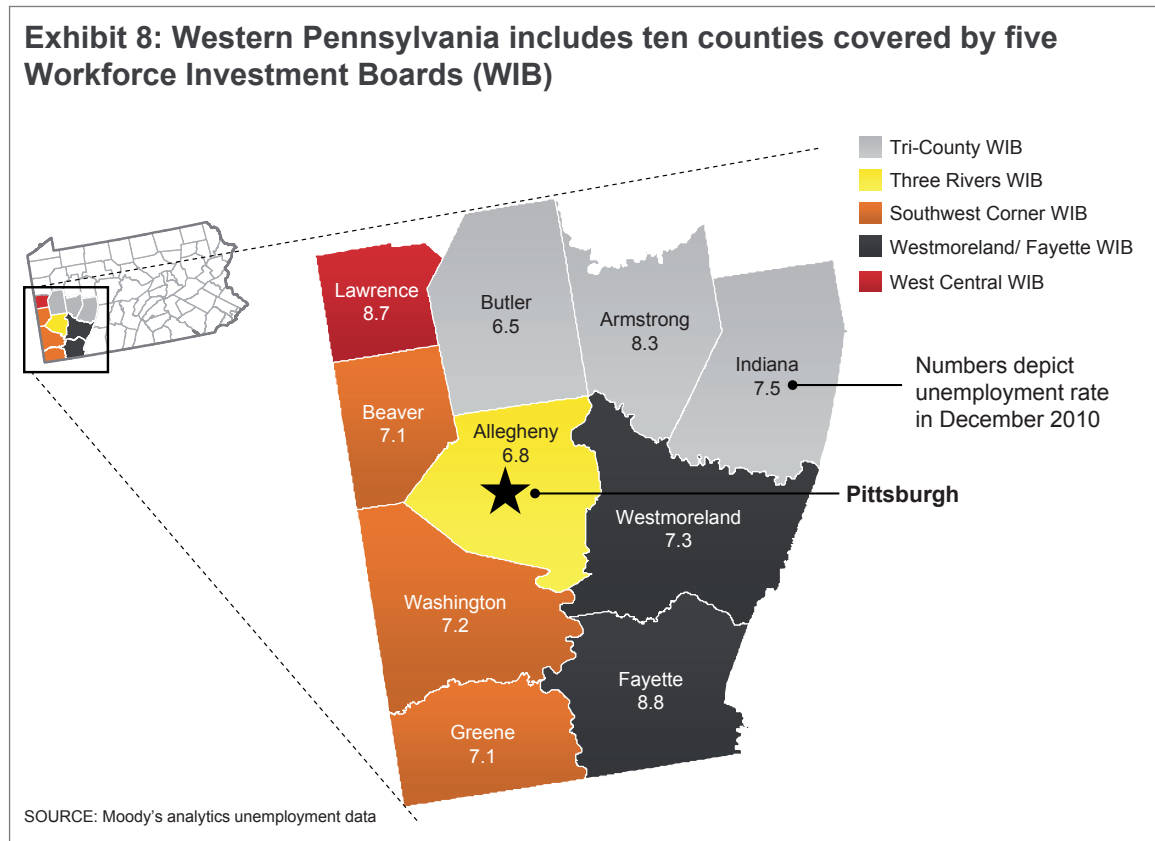 Exhibit 8: Western Pennsylvania includes ten counties covered by five
Workforce Investment Boards (WIB)
Tri-County WIB
Three Rivers WIB
Southwest Corner WIB
Westmoreland/ Fayette WIB
West Central WIB
Lawrence
8.7
Butler
6.5
Armstrong
8.3
Indiana
7.5
Numbers depict
unemployment rate
in December 2010
Beaver
7.1
Allegheny
6.8
Pittsburgh
Westmoreland
7.3
Washington
7.2
Fayette
8.8
Greene
7.1
SOURCE: Moody's analytics unemployment data